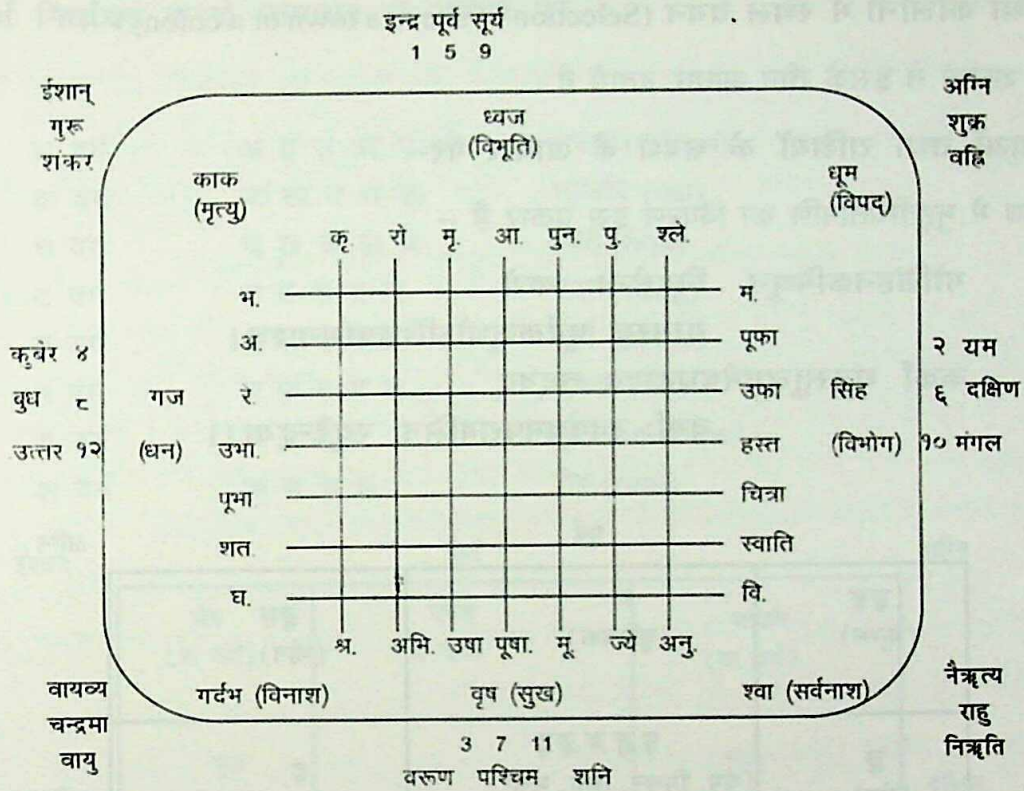 इन्द्र पूर्व सूर्य
1 5 9
ईशान्
गुरू
शंकर
अग्नि
शुक्र
वह्नि
ध्वज
(विभूति)
काक
(मृत्यु)
धूम
(विपद्)
कृ रो मृ. आ. पुन. पु. श्ले.
भ. म.
अ. पूफा
कुबेर ४ २ यम
वुध ८ गज रे. उफा सिंह ६ दक्षिण
उत्तर १२ (धन) उभा. हस्त (विभोग) १० मंगल
पूभा चित्रा
शत. स्वाति
घ. वि.
श्र. अभि. उषा पूषा. मू. ज्ये अनु.
गर्दभ (विनाश) वृष (सुख) श्वा (सर्वनाश)
वायव्य
चन्द्रमा
वायु
नैऋृत्य
राहु
निऋृति
3 7 11
वरूण पश्चिम शनि